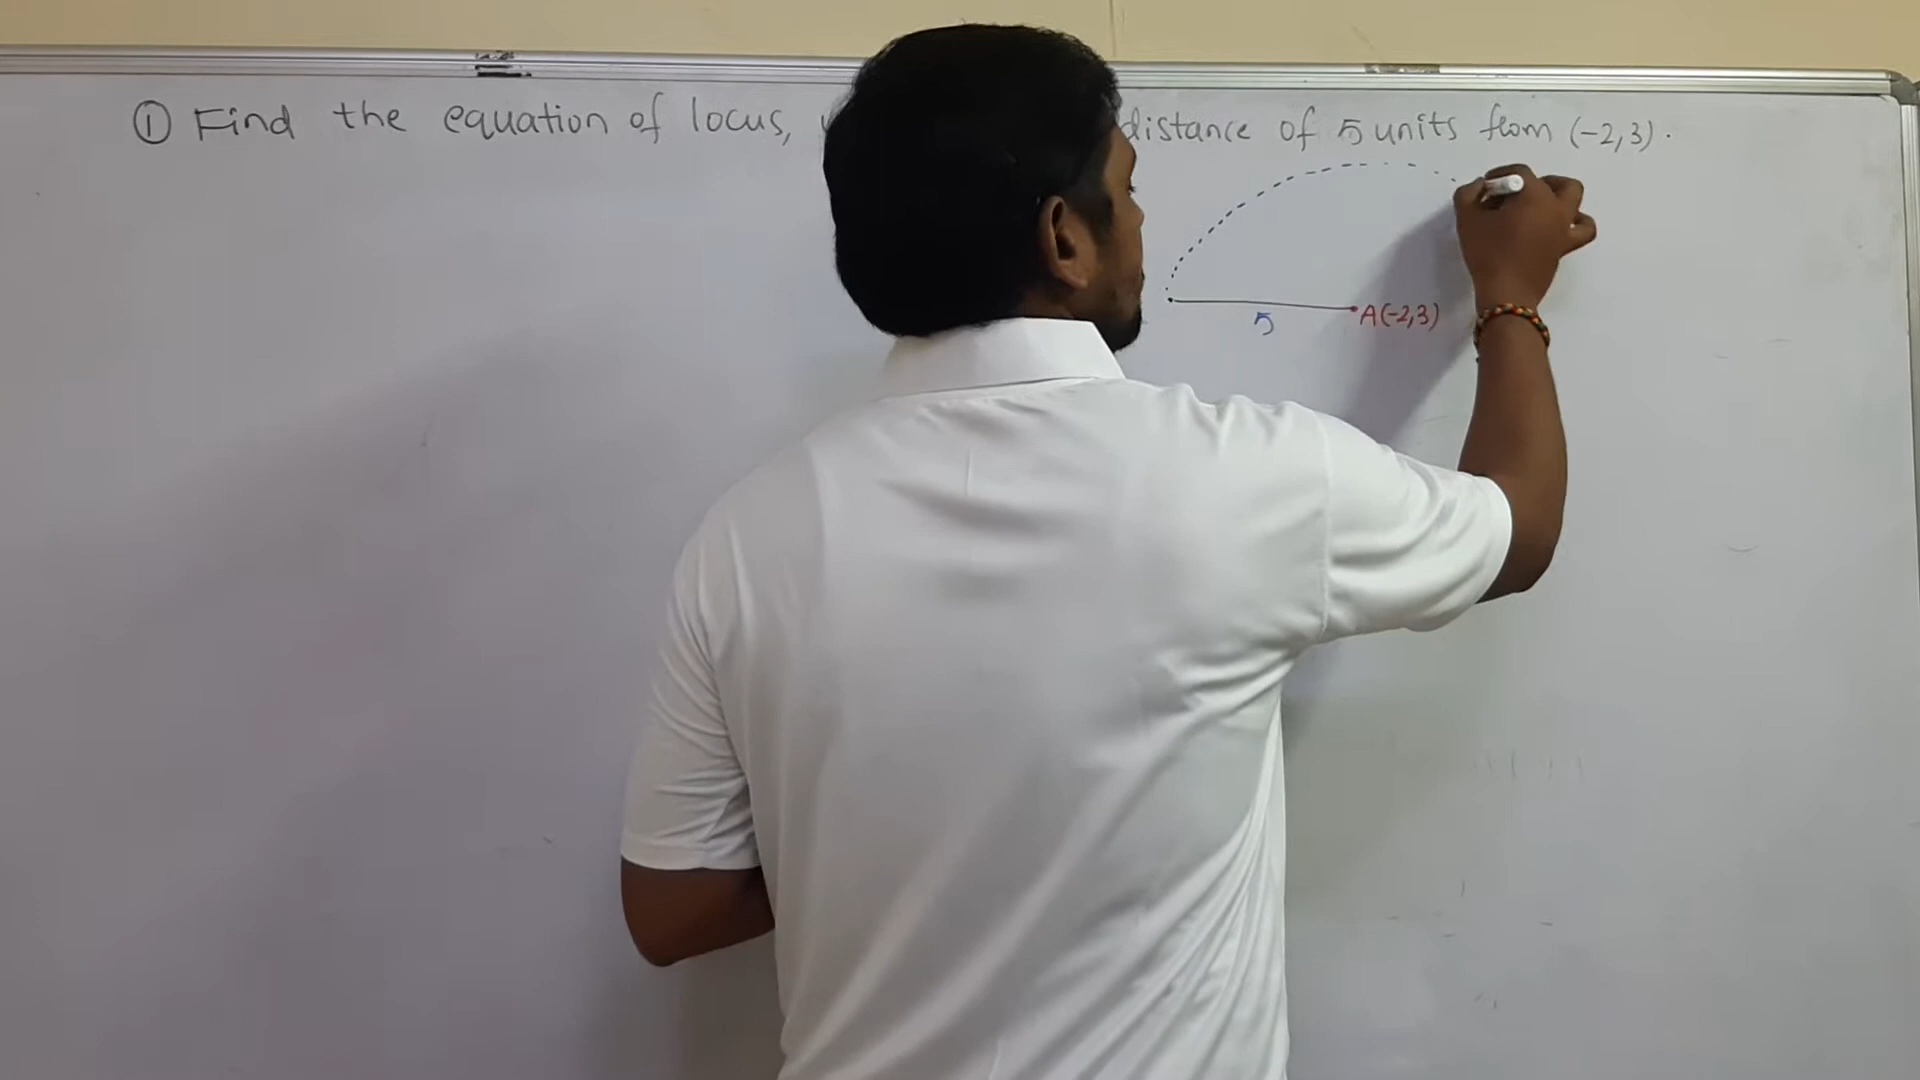 ① Find the equation of locus, distance of 5 units from (-2,3).
5
A(-2,3)